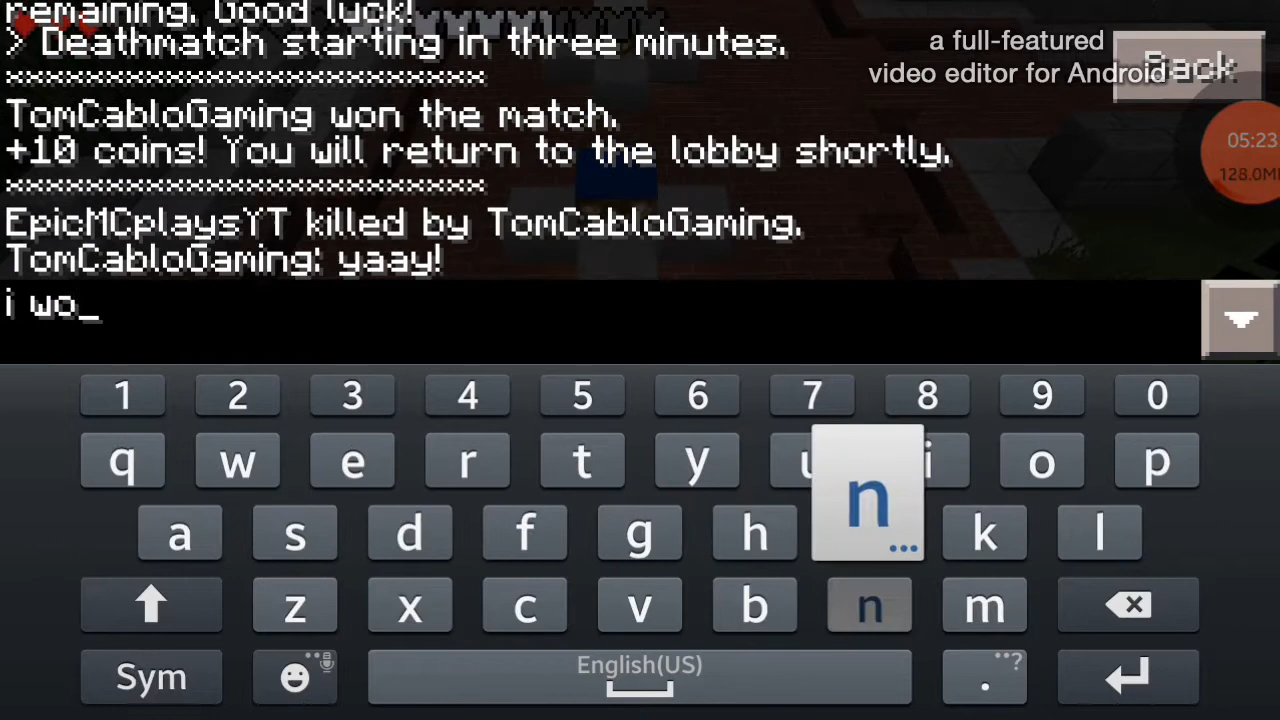 remaining. Good luck!
> Deathmatch starting in three minutes.
xxxxxxxxxxxxxxxxxxxxxxxxx
TomCabloGaming won the match.
+10 coins! You will return to the lobby shortly.
xxxxxxxxxxxxxxxxxxxxxxxxx
EpicMCplaysYT killed by TomCabloGaming.
TomCabloGaming: yaay!
i wo_
a full-featured
video editor for Android
Back
05:23
1 2 3 4 5 6 7 8 9 0
q w e r t y u i o p
n
a s d f g h k l
z x c v b n m
Sym English(US) . ?